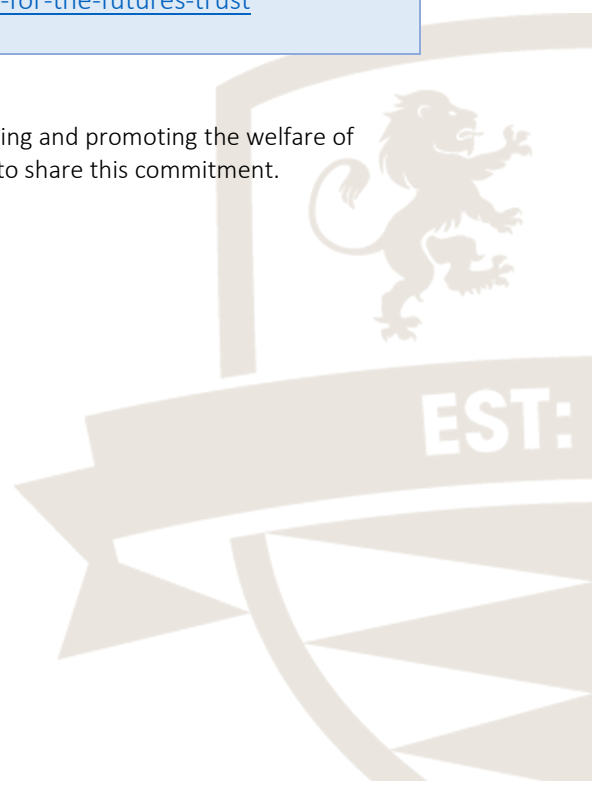 -for-the-futures-trust
ing and promoting the welfare of
to share this commitment.
EST: